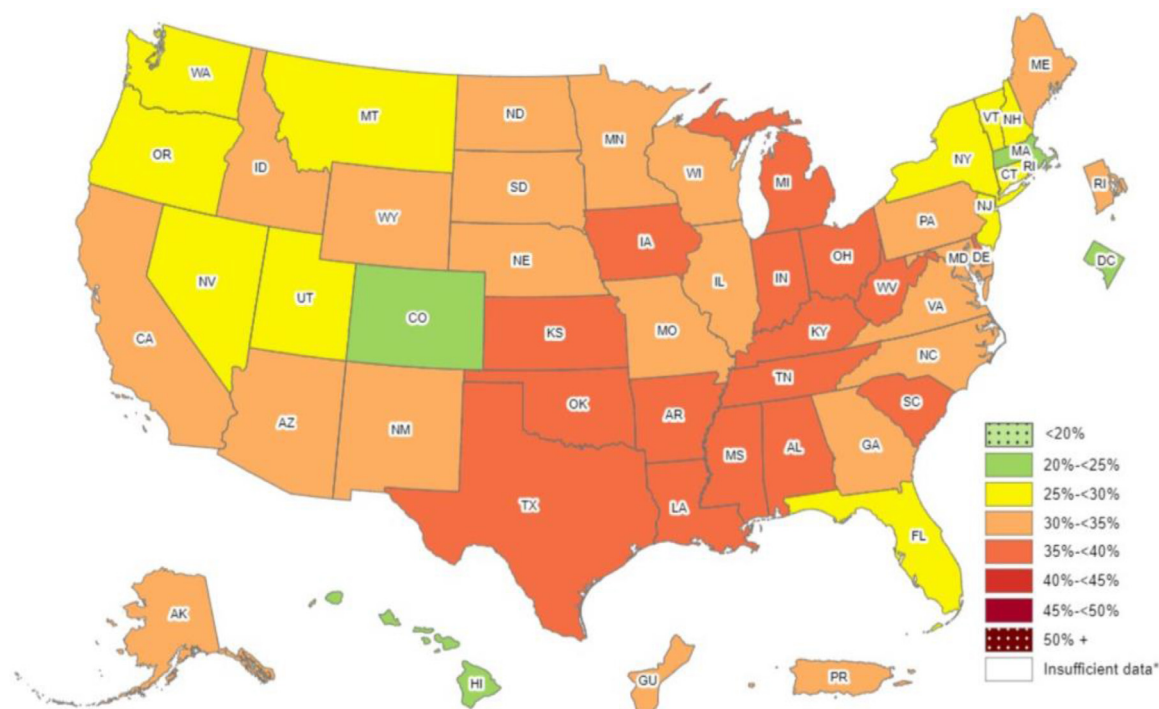 WA
MT
ND
MN
ME
VT
NH
OR
ID
SD
WI
NY
MA
RI
CT
RI
WY
MI
NJ
PA
IA
NE
OH
MD
DE
DC
NV
UT
IL
IN
WV
VA
CO
CA
KS
MO
KY
NC
TN
AZ
NM
OK
AR
SC
MS
AL
GA
TX
LA
FL
<20%
20%-<25%
25%-<30%
30%-<35%
35%-<40%
40%-<45%
45%-<50%
50% +
Insufficient data*
AK
HI
GU
PR